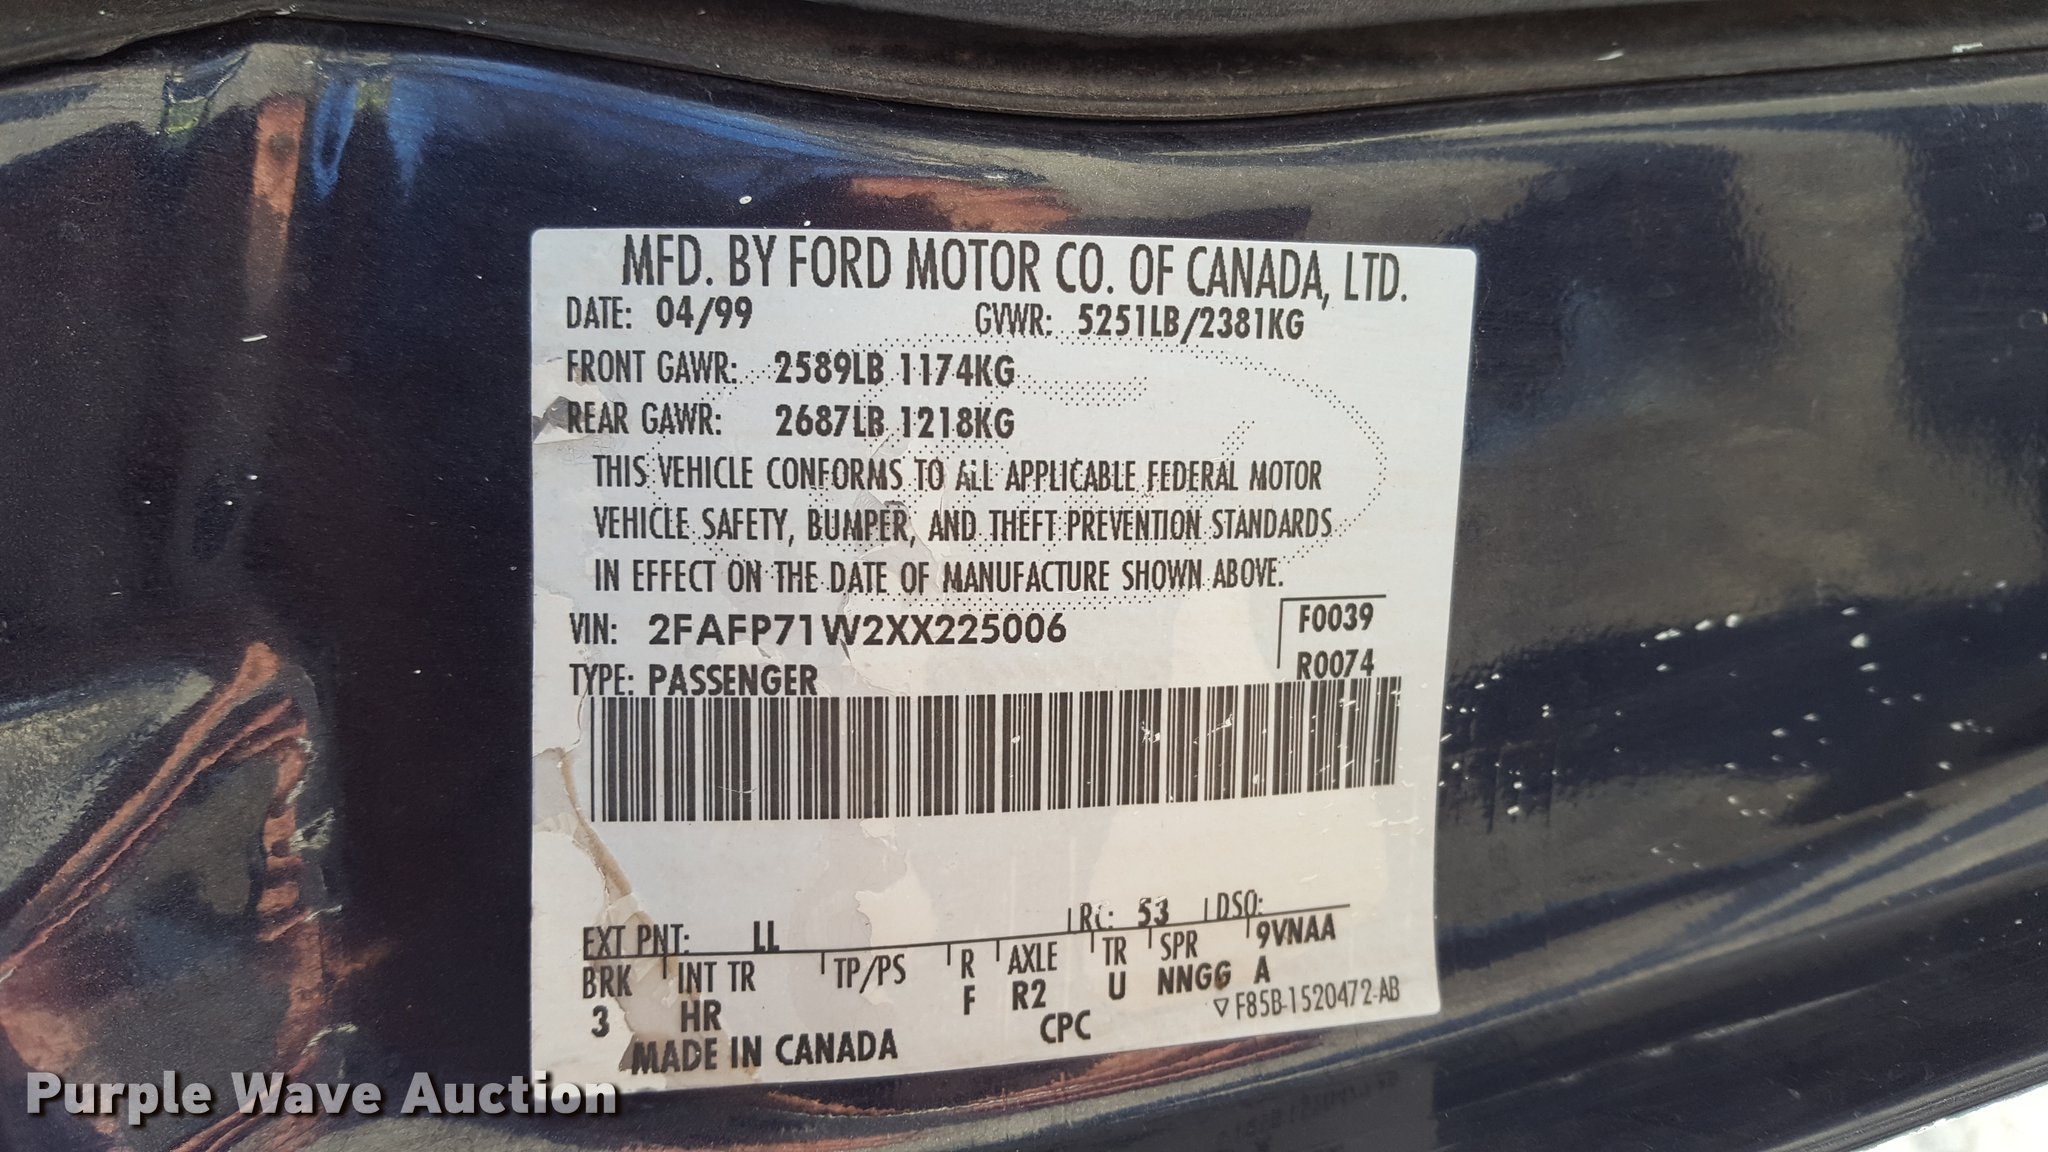 MFD. BY FORD MOTOR CO. OF CANADA, LTD.
DATE: 04/99 GVWR: 5251LB/2381KG
FRONT GAWR: 2589LB 1174KG
REAR GAWR: 2687LB 1218KG
THIS VEHICLE CONFORMS TO ALL APPLICABLE FEDERAL MOTOR
VEHICLE SAFETY, BUMPER, AND THEFT PREVENTION STANDARDS
IN EFFECT ON THE DATE OF MANUFACTURE SHOWN ABOVE.
VIN: 2FAFP71W2XX225006 F0039
TYPE: PASSENGER R0074
EXT PNT: LL RC: 53 DSO:
BRK INT TR TP/PS R AXLE TR SPR 9VNAA
3 HR F R2 U NNGG A
MADE IN CANADA CPC ▽ F85B-1520472-AB
Purple Wave Auction